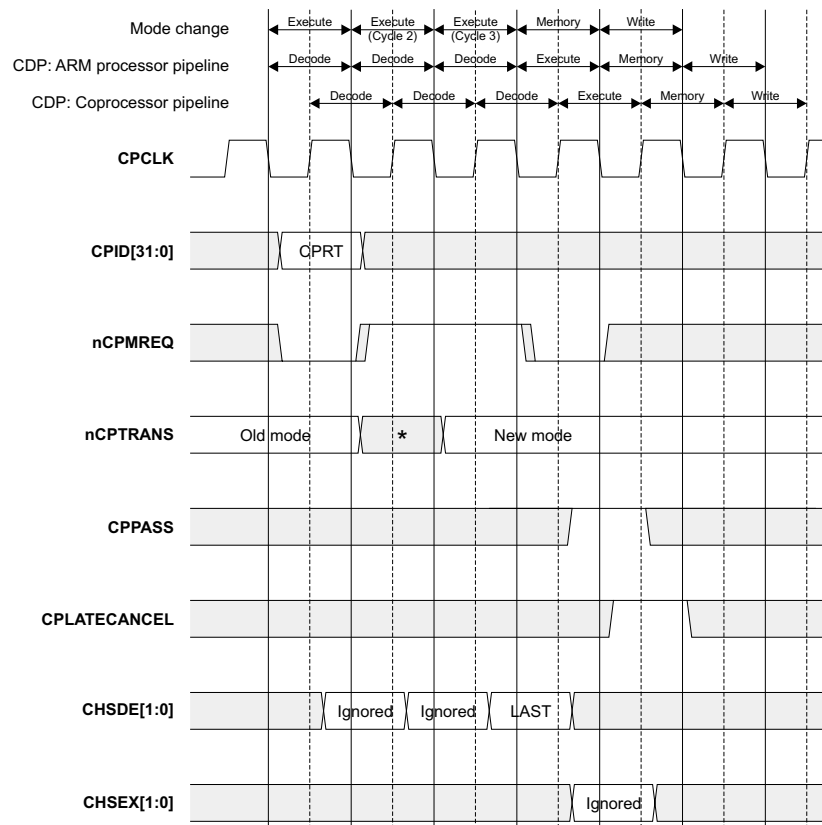 Mode change Execute Execute Execute Memory Write
(Cycle 2) (Cycle 3)
CDP: ARM processor pipeline Decode Decode Decode Execute Memory Write
CDP: Coprocessor pipeline Decode Decode Decode Execute Memory Write
CPCLK
CPID[31:0] CPRT
nCPMREQ
nCPTRANS Old mode * New mode
CPPASS
CPLATECANCEL
CHSDE[1:0] Ignored Ignored LAST
CHSEX[1:0] Ignored